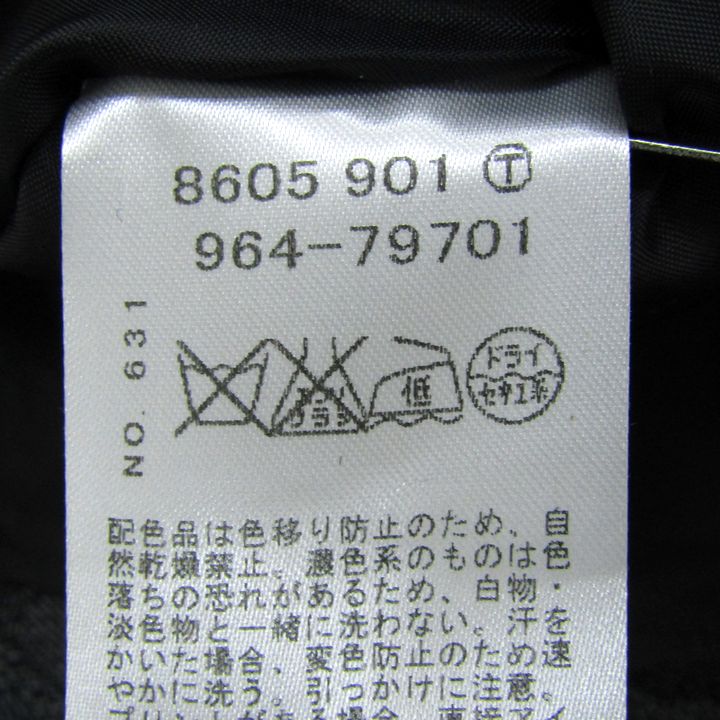 8605 901 Ⓣ
964-79701
NO. 631
低
ドライ
セキユ系
配色品は色移り防止のため、自
然乾燥禁止。濃色系のものは色
落ちの恐れがあるため、白物・
淡色物と一緒に洗わない。汗を
かいた場合、変色防止のため速
やかに洗う。引っかけに注意。